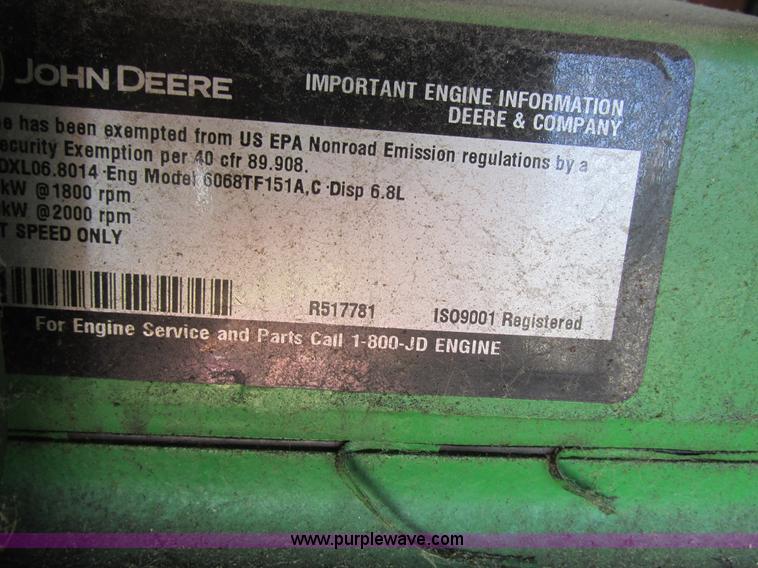 JOHN DEERE
IMPORTANT ENGINE INFORMATION
DEERE & COMPANY
has been exempted from US EPA Nonroad Emission regulations by a
ecurity Exemption per 40 cfr 89.908.
DXL06.8014 Eng Model 6068TF151A,C Disp 6.8L
kW @1800 rpm
kW @2000 rpm
T SPEED ONLY
R517781 ISO9001 Registered
For Engine Service and Parts Call 1-800-JD ENGINE
www.purplewave.com